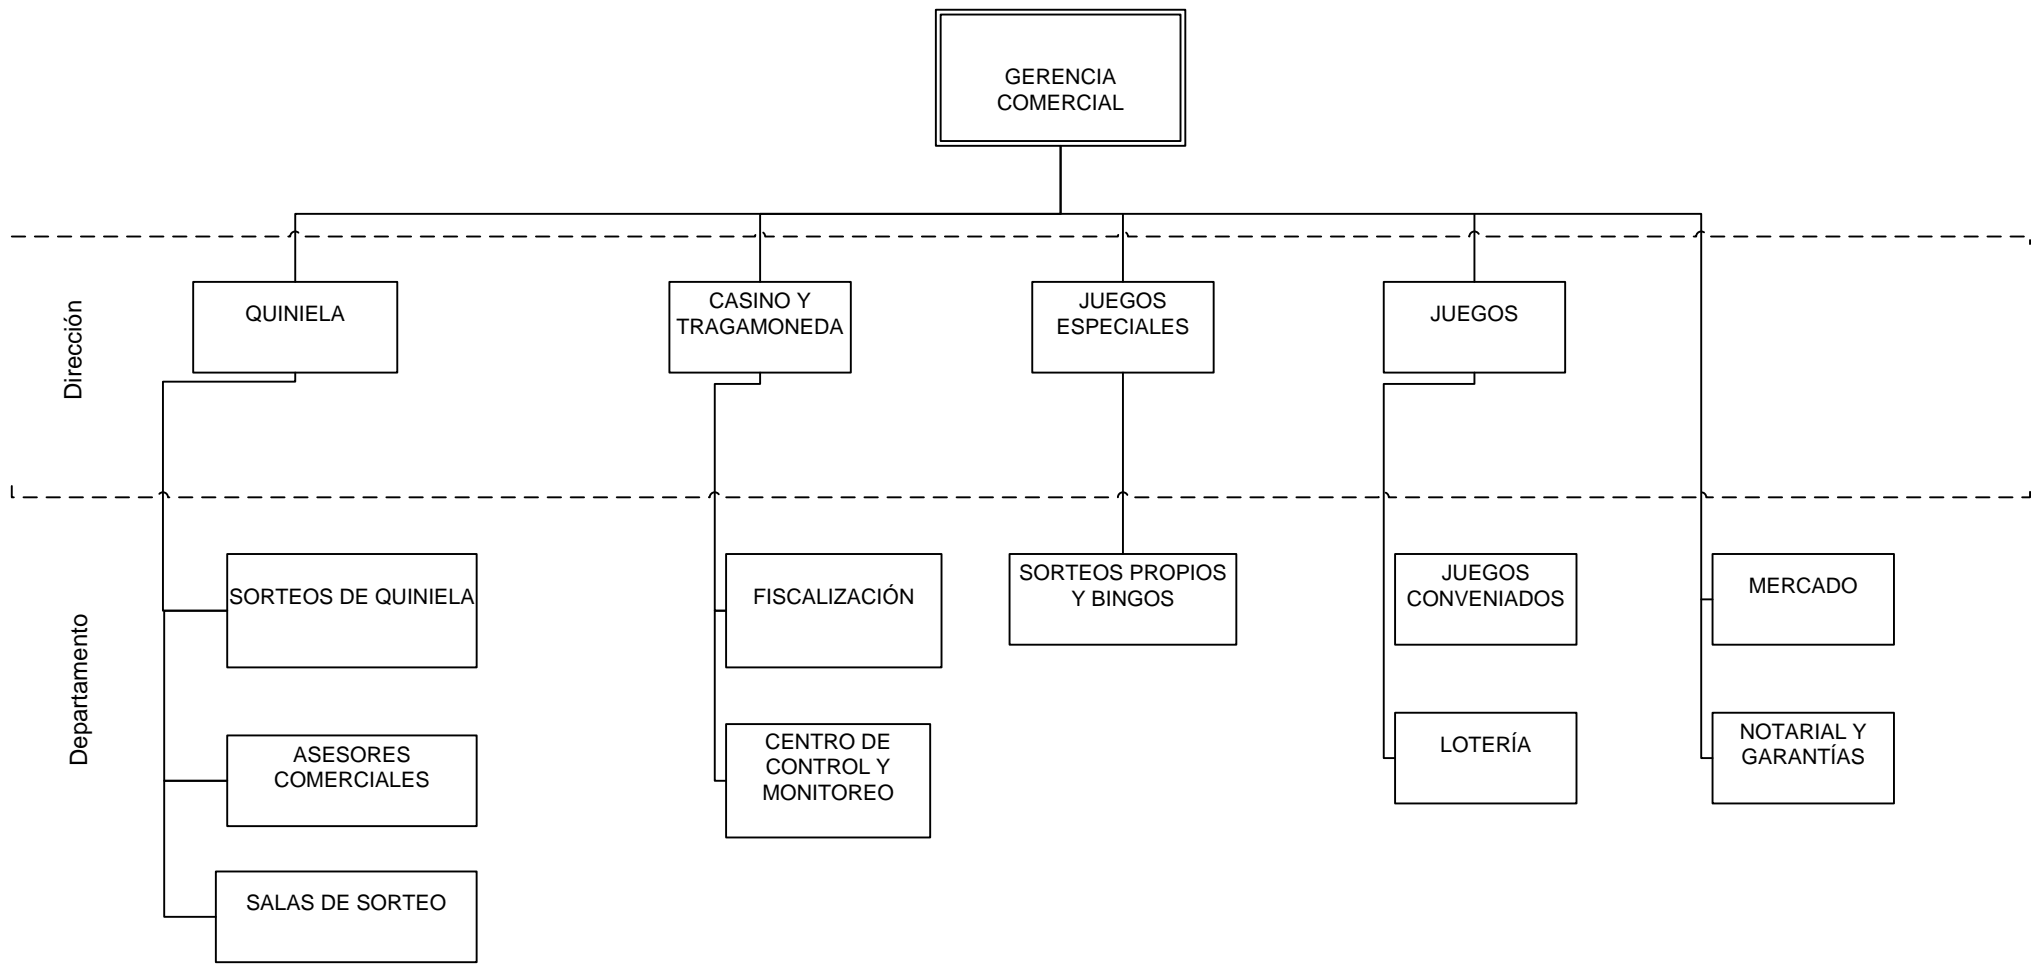 GERENCIA
COMERCIAL
Dirección
QUINIELA
CASINO Y
TRAGAMONEDA
JUEGOS
ESPECIALES
JUEGOS
Departamento
SORTEOS DE QUINIELA
FISCALIZACIÓN
SORTEOS PROPIOS
Y BINGOS
JUEGOS
CONVENIADOS
MERCADO
ASESORES
COMERCIALES
CENTRO DE
CONTROL Y
MONITOREO
LOTERÍA
NOTARIAL Y
GARANTÍAS
SALAS DE SORTEO